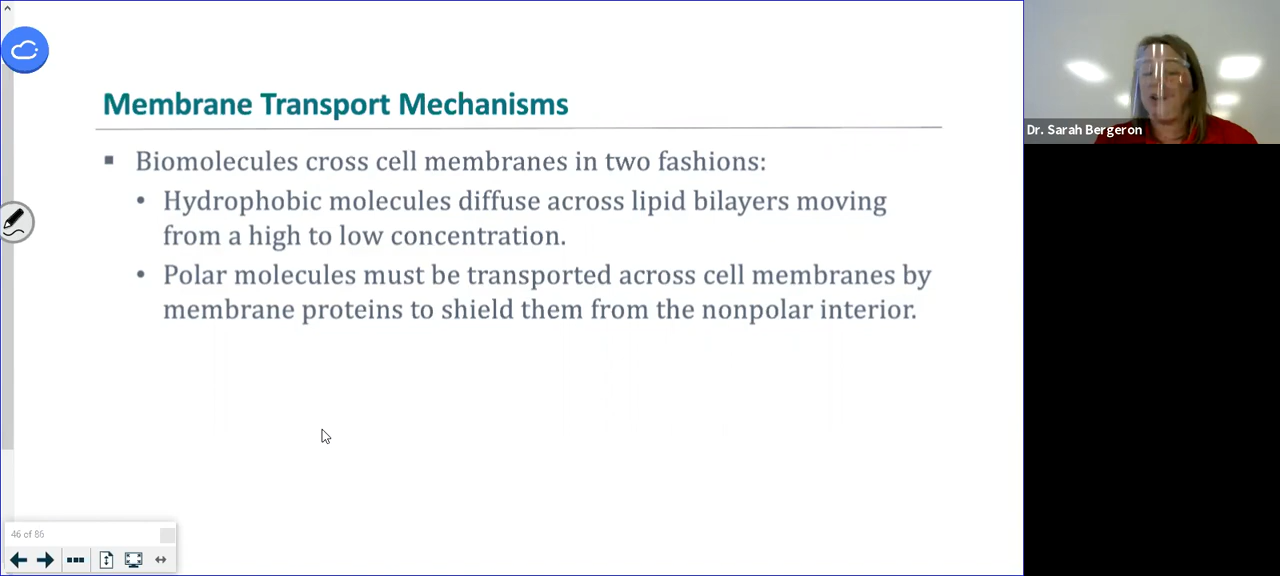 Membrane Transport Mechanisms
▪ Biomolecules cross cell membranes in two fashions:
• Hydrophobic molecules diffuse across lipid bilayers moving
from a high to low concentration.
• Polar molecules must be transported across cell membranes by
membrane proteins to shield them from the nonpolar interior.
Dr. Sarah Bergeron
46 of 86